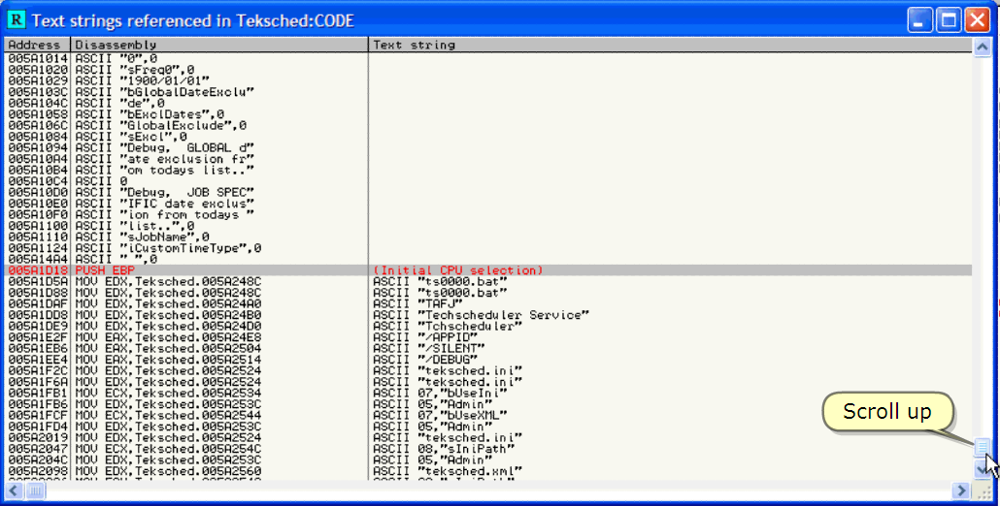 R Text strings referenced in Teksched:CODE
Address Disassembly Text string
005A1014 ASCII "0",0
005A1020 ASCII "sFreq0",0
005A1029 ASCII "1900/01/01"
005A103C ASCII "bGlobalDateExclu"
005A104C ASCII "de",0
005A1058 ASCII "bExclDates",0
005A106C ASCII "GlobalExclude",0
005A1084 ASCII "sExcl",0
005A1094 ASCII "Debug,  GLOBAL d"
005A10A4 ASCII "ate exclusion fr"
005A10B4 ASCII "om todays list.."
005A10C4 ASCII 0
005A10D0 ASCII "Debug,  JOB SPEC"
005A10E0 ASCII "IFIC date exclus"
005A10F0 ASCII "ion from todays "
005A1100 ASCII "list..",0
005A1110 ASCII "sJobName",0
005A1124 ASCII "iCustomTimeType",0
005A14A4 ASCII " ",0
005A1D18 PUSH EBP (Initial CPU selection)
005A1D5A MOV EDX,Teksched.005A248C ASCII "ts0000.bat"
005A1D88 MOV EDX,Teksched.005A248C ASCII "ts0000.bat"
005A1DAF MOV EDX,Teksched.005A24A0 ASCII "TAFJ"
005A1DD8 MOV EDX,Teksched.005A24B0 ASCII "Techscheduler Service"
005A1DE9 MOV EDX,Teksched.005A24D0 ASCII "Tchscheduler"
005A1E2F MOV EAX,Teksched.005A24E8 ASCII "/APPID"
005A1EB6 MOV EAX,Teksched.005A2504 ASCII "/SILENT"
005A1EE4 MOV EAX,Teksched.005A2514 ASCII "/DEBUG"
005A1F2C MOV EDX,Teksched.005A2524 ASCII "teksched.ini"
005A1F6A MOV EDX,Teksched.005A2524 ASCII "teksched.ini"
005A1FB1 MOV ECX,Teksched.005A2534 ASCII 07,"bUseIni"
005A1FB6 MOV EDX,Teksched.005A253C ASCII 05,"Admin"
005A1FCF MOV ECX,Teksched.005A2544 ASCII 07,"bUseXML"
005A1FD4 MOV EDX,Teksched.005A253C ASCII 05,"Admin"
005A2019 MOV EDX,Teksched.005A2524 ASCII "teksched.ini"
005A2047 MOV ECX,Teksched.005A254C ASCII 08,"sIniPath"
005A204C MOV EDX,Teksched.005A253C ASCII 05,"Admin"
005A2098 MOV EDX,Teksched.005A2560 ASCII "teksched.xml"
Scroll up